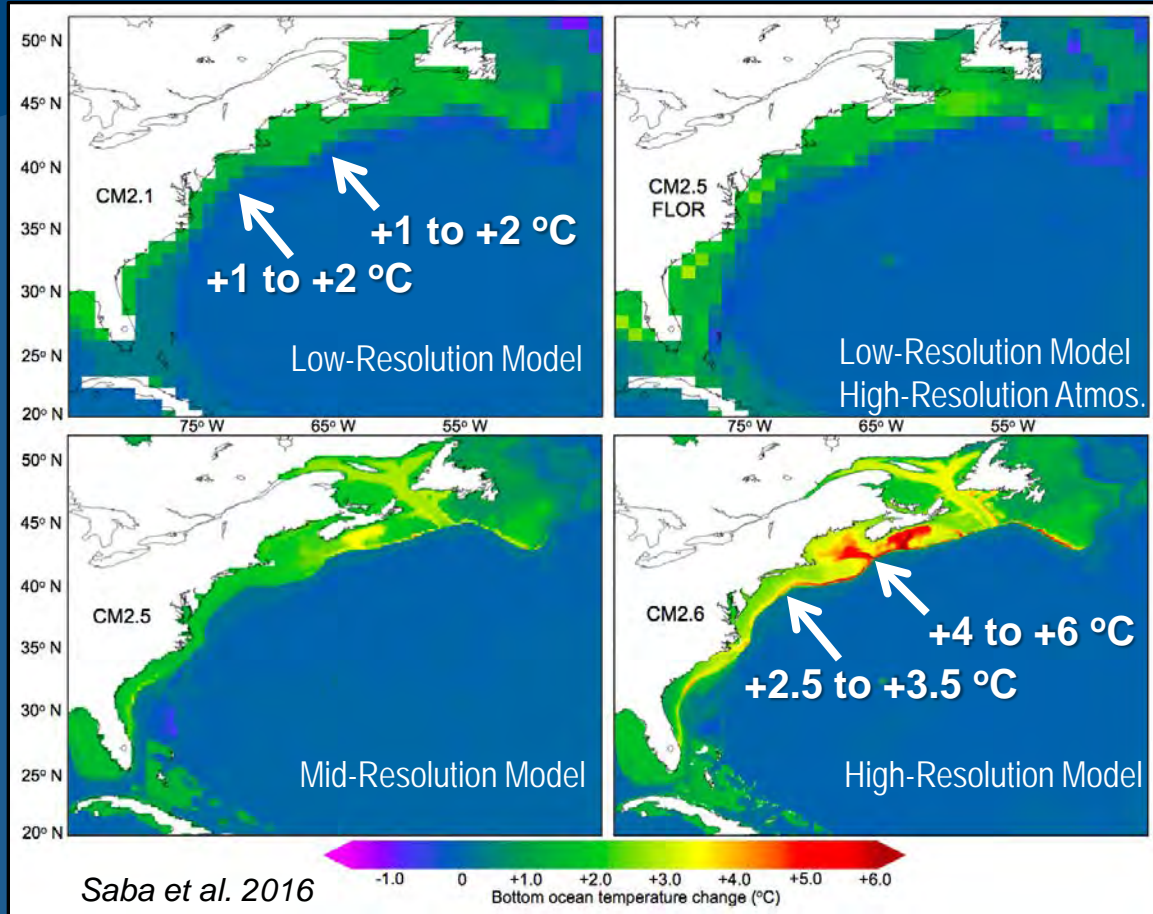 50° N
45° N
40° N
35° N
30° N
25° N
20° N
CM2.1
+1 to +2 °C
+1 to +2 °C
Low-Resolution Model
CM2.5
FLOR
Low-Resolution Model
High-Resolution Atmos.
75° W 65° W 55° W
75° W 65° W 55° W
50° N
45° N
40° N
35° N
30° N
25° N
20° N
CM2.5
Mid-Resolution Model
CM2.6
+4 to +6 °C
+2.5 to +3.5 °C
High-Resolution Model
-1.0 0 +1.0 +2.0 +3.0 +4.0 +5.0 +6.0
Bottom ocean temperature change (°C)
Saba et al. 2016